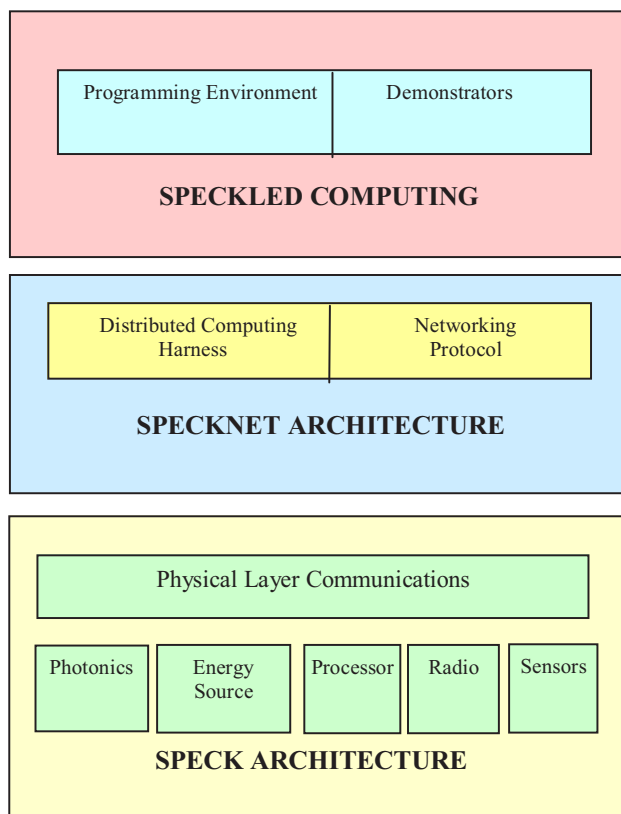 Programming Environment
Demonstrators
SPECKLED COMPUTING
Distributed Computing
Harness
Networking
Protocol
SPECKNET ARCHITECTURE
Physical Layer Communications
Photonics
Energy
Source
Processor
Radio
Sensors
SPECK ARCHITECTURE